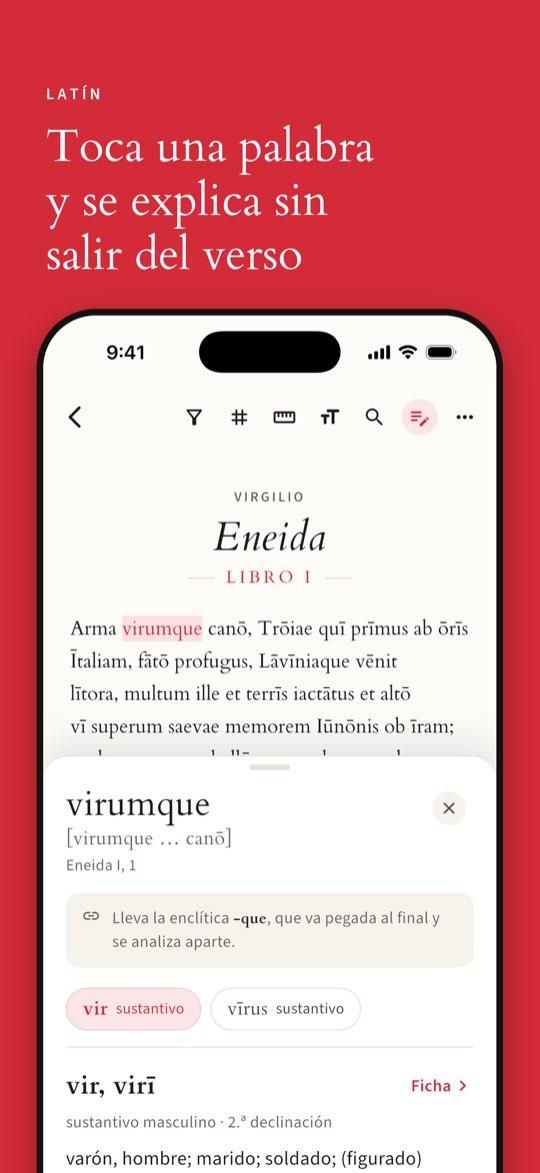 LATÍN
Toca una palabra
y se explica sin
salir del verso
9:41
VIRGILIO
Eneida
LIBRO I
Arma virumque canō, Trōiae quī prīmus ab ōrīs
Ītaliam, fātō profugus, Lāvīniaque vēnit
lītora, multum ille et terrīs iactātus et altō
vī superum saevae memorem Iūnōnis ob īram;
virumque
[virumque … canō]
Eneida I, 1
Lleva la enclítica -que, que va pegada al final y
se analiza aparte.
vir sustantivo vīrus sustantivo
vir, virī Ficha
sustantivo masculino · 2.ª declinación
varón, hombre; marido; soldado; (figurado)